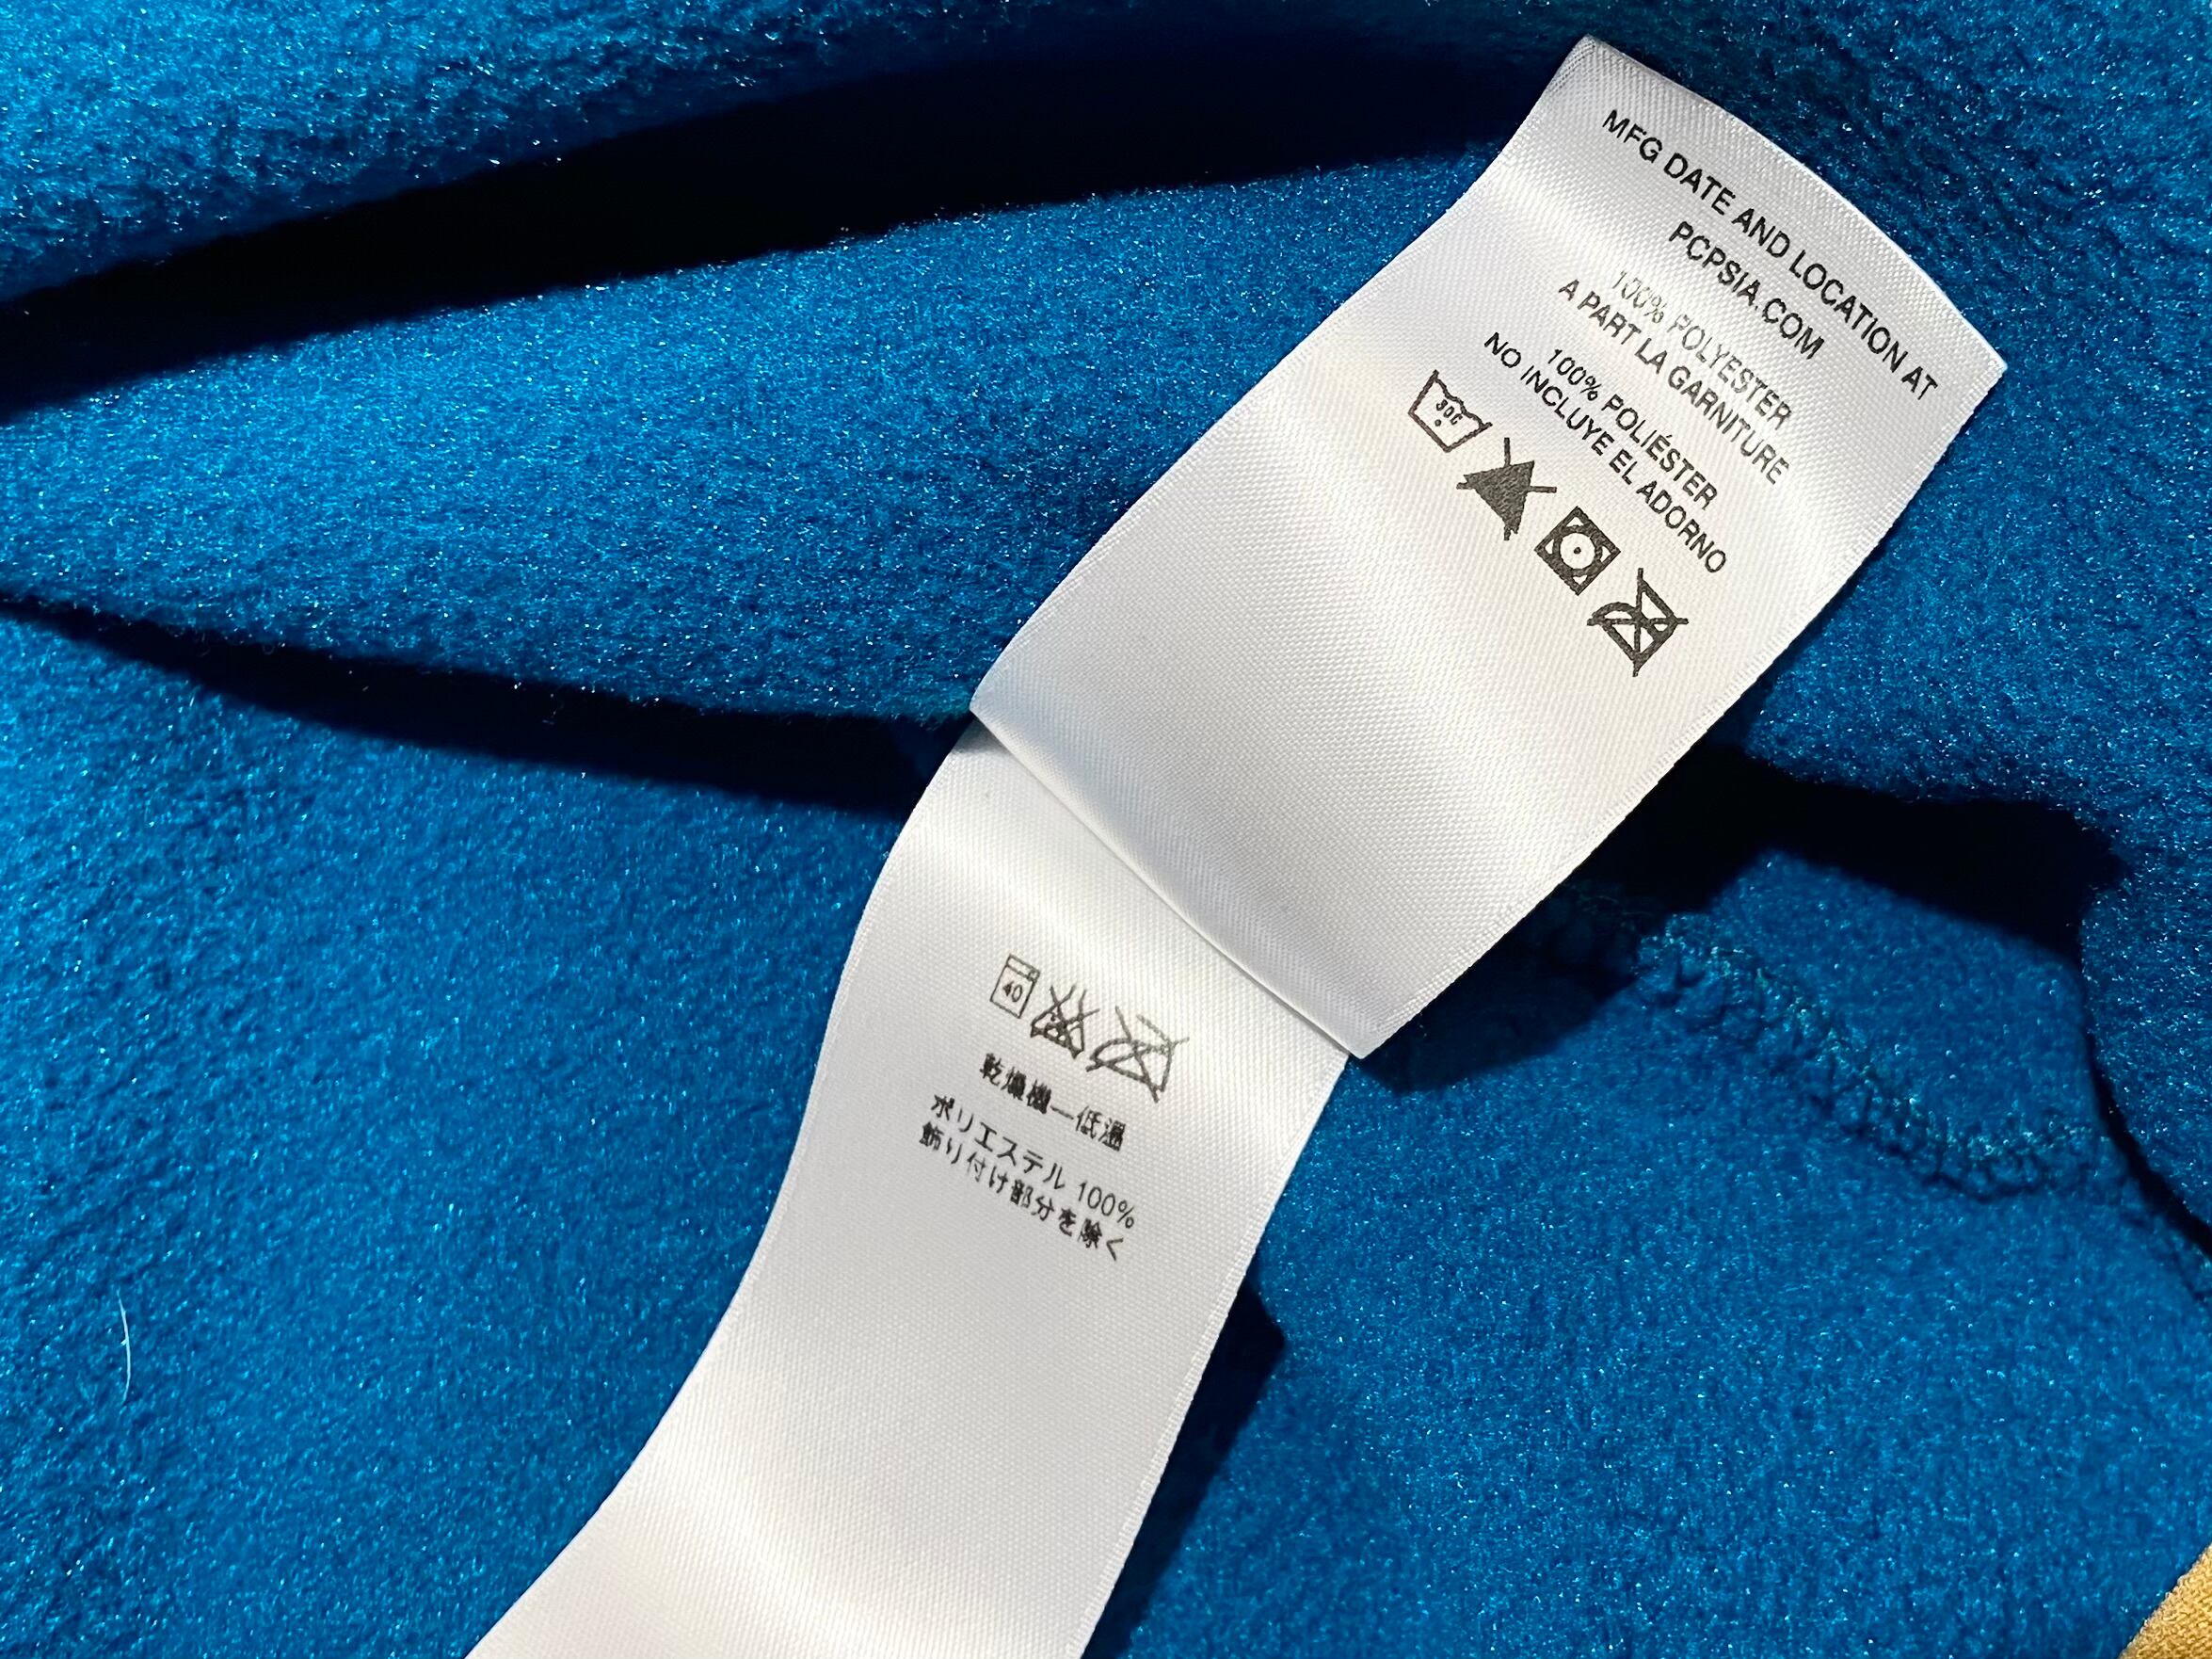 MFG DATE AND LOCATION AT
PCPSIA.COM
100% POLYESTER
A PART LA GARNITURE
100% POLIÉSTER
NO INCLUYE EL ADORNO
30C
40
乾燥機—低温
ポリエステル 100%
飾り付け部分を除く